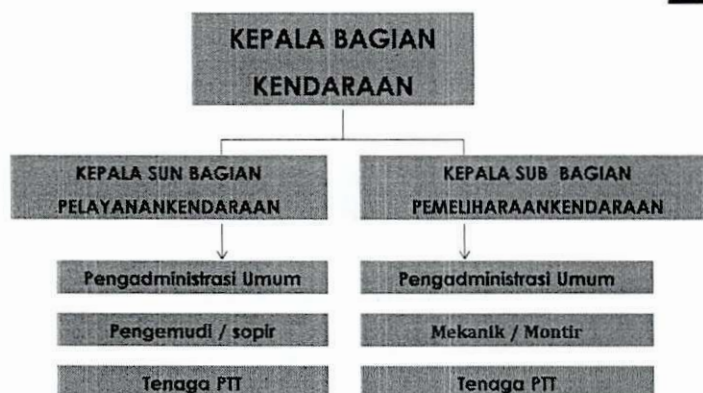 KEPALA BAGIAN
KENDARAAN
KEPALA SUN BAGIAN
PELAYANANKENDARAAN
KEPALA SUB BAGIAN
PEMELIHARAANKENDARAAN
Pengadministrasi Umum
Pengemudi / sopir
Tenaga PTT
Pengadministrasi Umum
Mekanik / Montir
Tenaga PTT